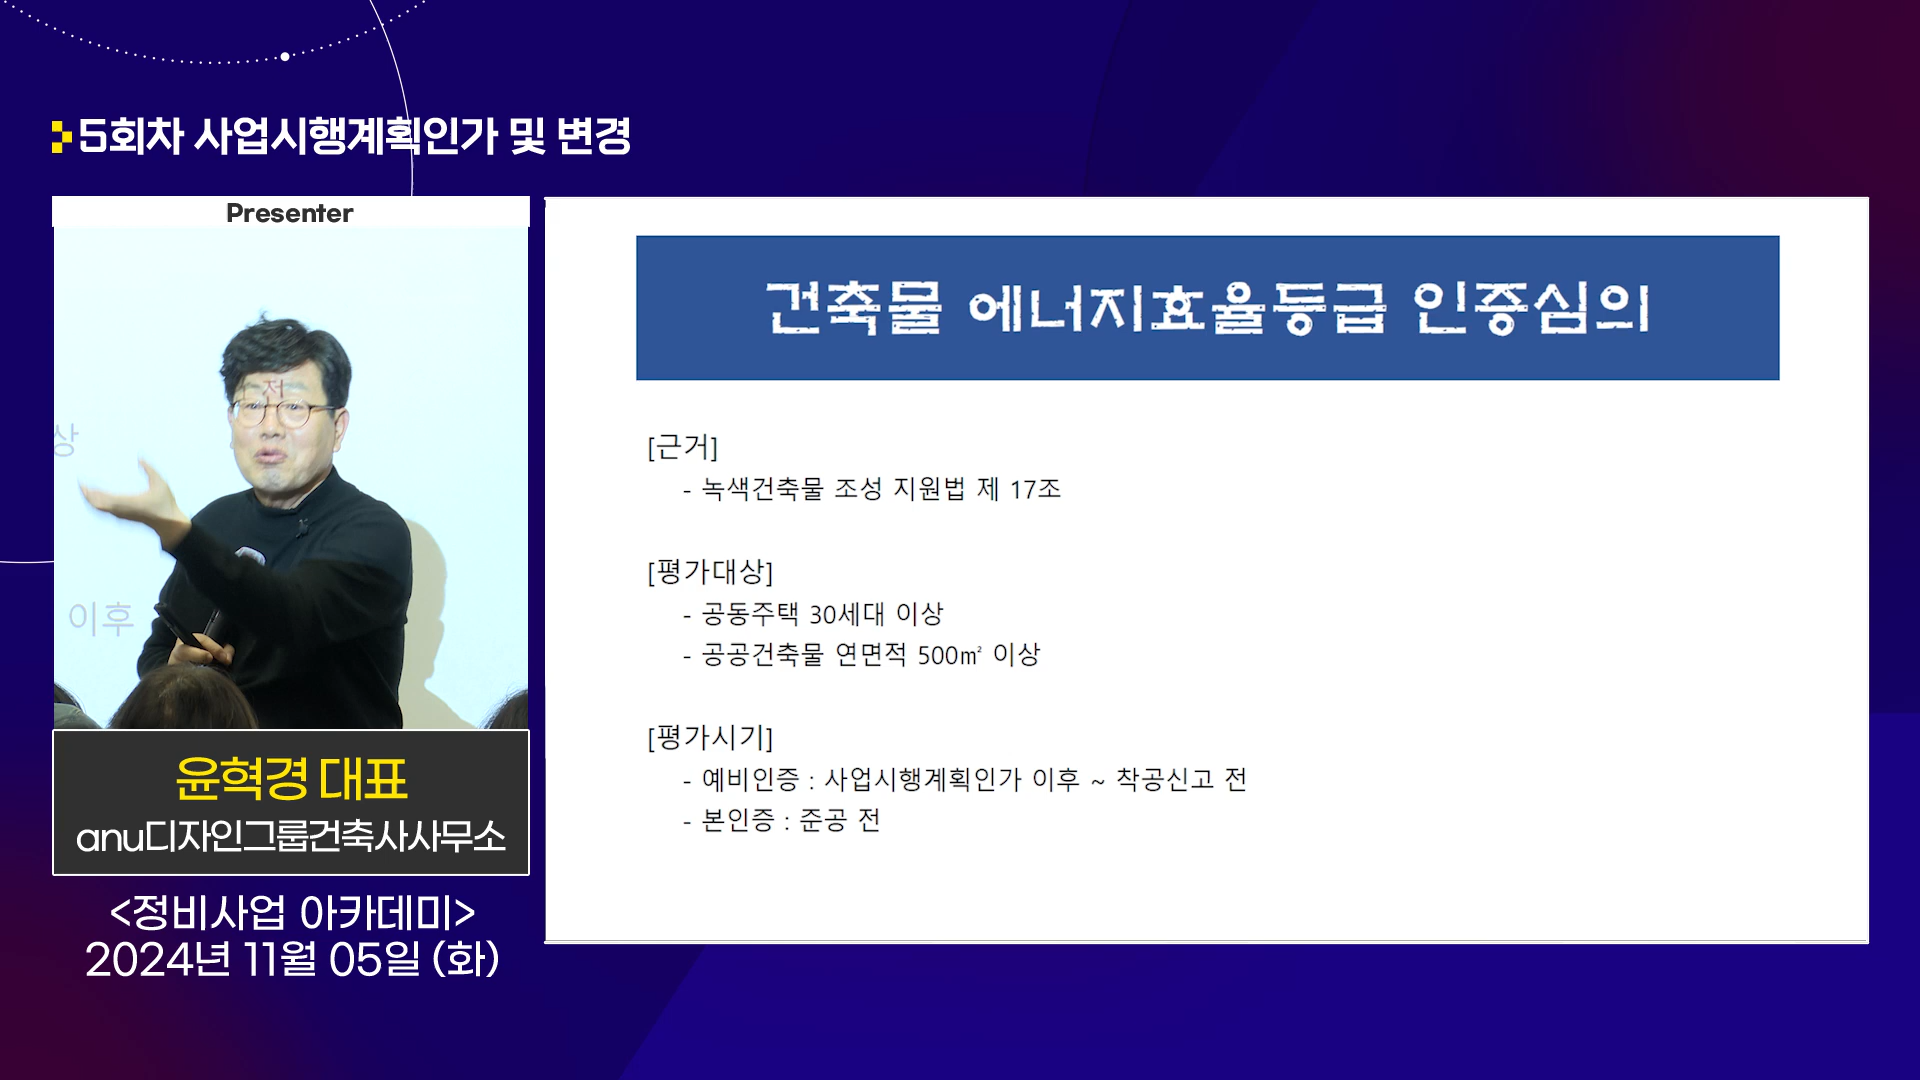 5회차 사업시행계획인가 및 변경
Presenter
저
상
이후
윤혁경 대표
anu디자인그룹건축사사무소
<정비사업 아카데미>
2024년 11월 05일 (화)
건축물 에너지효율등급 인증심의
[근거]
- 녹색건축물 조성 지원법 제 17조
[평가대상]
- 공동주택 30세대 이상
- 공공건축물 연면적 500㎡ 이상
[평가시기]
- 예비인증 : 사업시행계획인가 이후 ~ 착공신고 전
- 본인증 : 준공 전